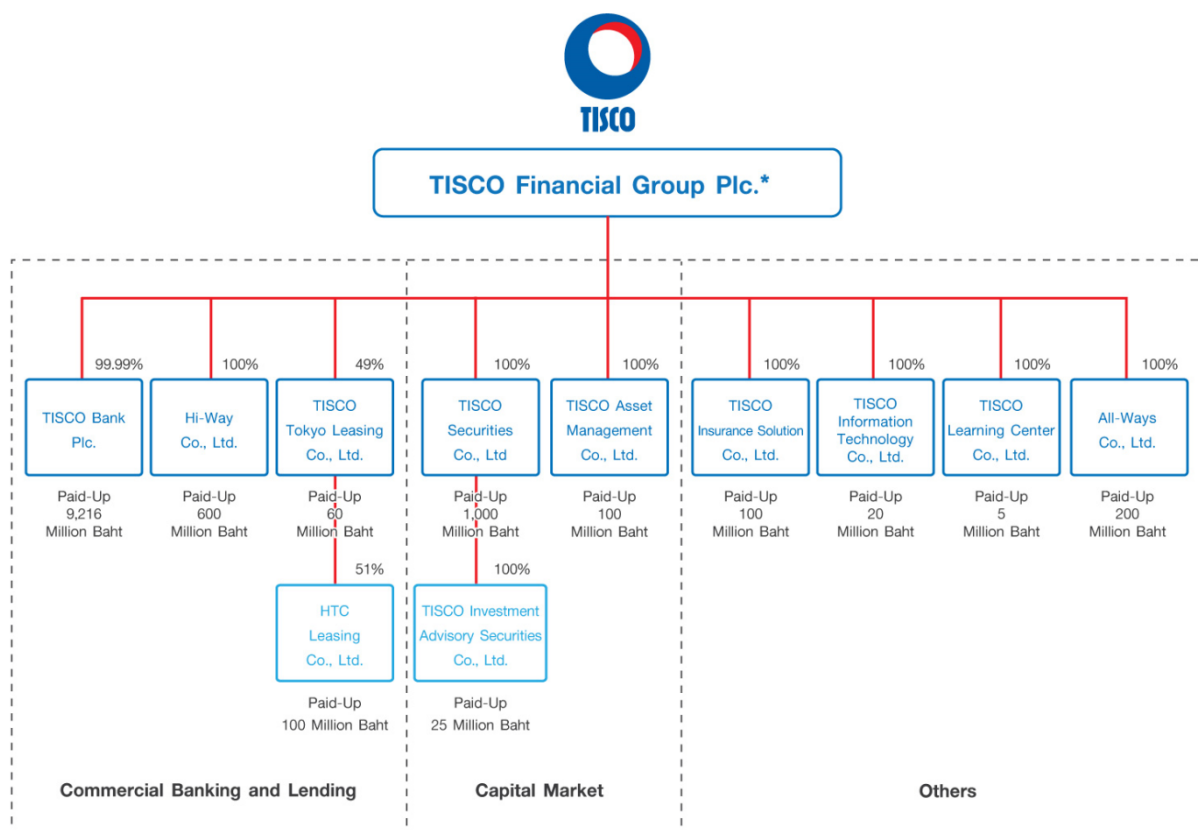 TISCO
TISCO Financial Group Plc.*
99.99%
TISCO Bank
Plc.
Paid-Up
9,216
Million Baht
100%
Hi-Way
Co., Ltd.
Paid-Up
600
Million Baht
49%
TISCO
Tokyo Leasing
Co., Ltd.
Paid-Up
60
Million Baht
51%
HTC
Leasing
Co., Ltd.
Paid-Up
100 Million Baht
Commercial Banking and Lending
100%
TISCO
Securities
Co., Ltd
Paid-Up
1,000
Million Baht
100%
TISCO Investment
Advisory Securities
Co., Ltd.
Paid-Up
25 Million Baht
100%
TISCO Asset
Management
Co., Ltd.
Paid-Up
100
Million Baht
Capital Market
100%
TISCO
Insurance Solution
Co., Ltd.
Paid-Up
100
Million Baht
100%
TISCO
Information
Technology
Co., Ltd.
Paid-Up
20
Million Baht
100%
TISCO
Learning Center
Co., Ltd.
Paid-Up
5
Million Baht
100%
All-Ways
Co., Ltd.
Paid-Up
200
Million Baht
Others